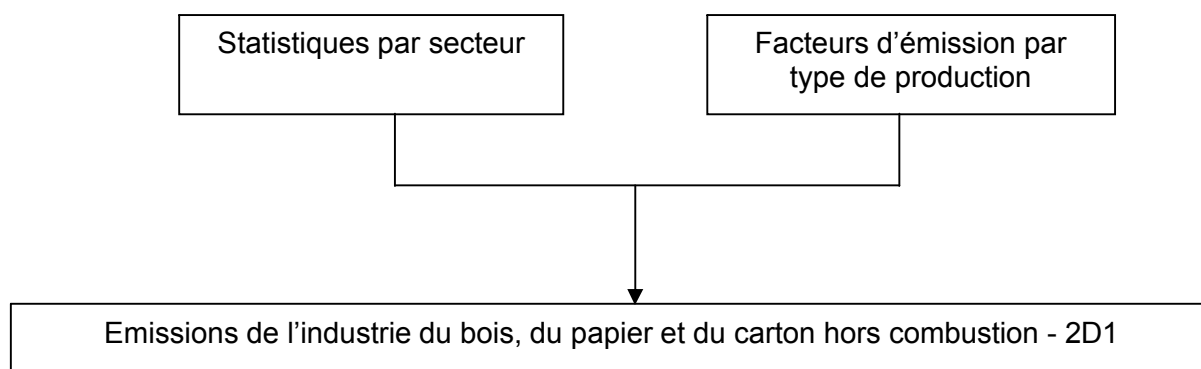 Statistiques par secteur
Facteurs d’émission par
type de production
Emissions de l’industrie du bois, du papier et du carton hors combustion - 2D1